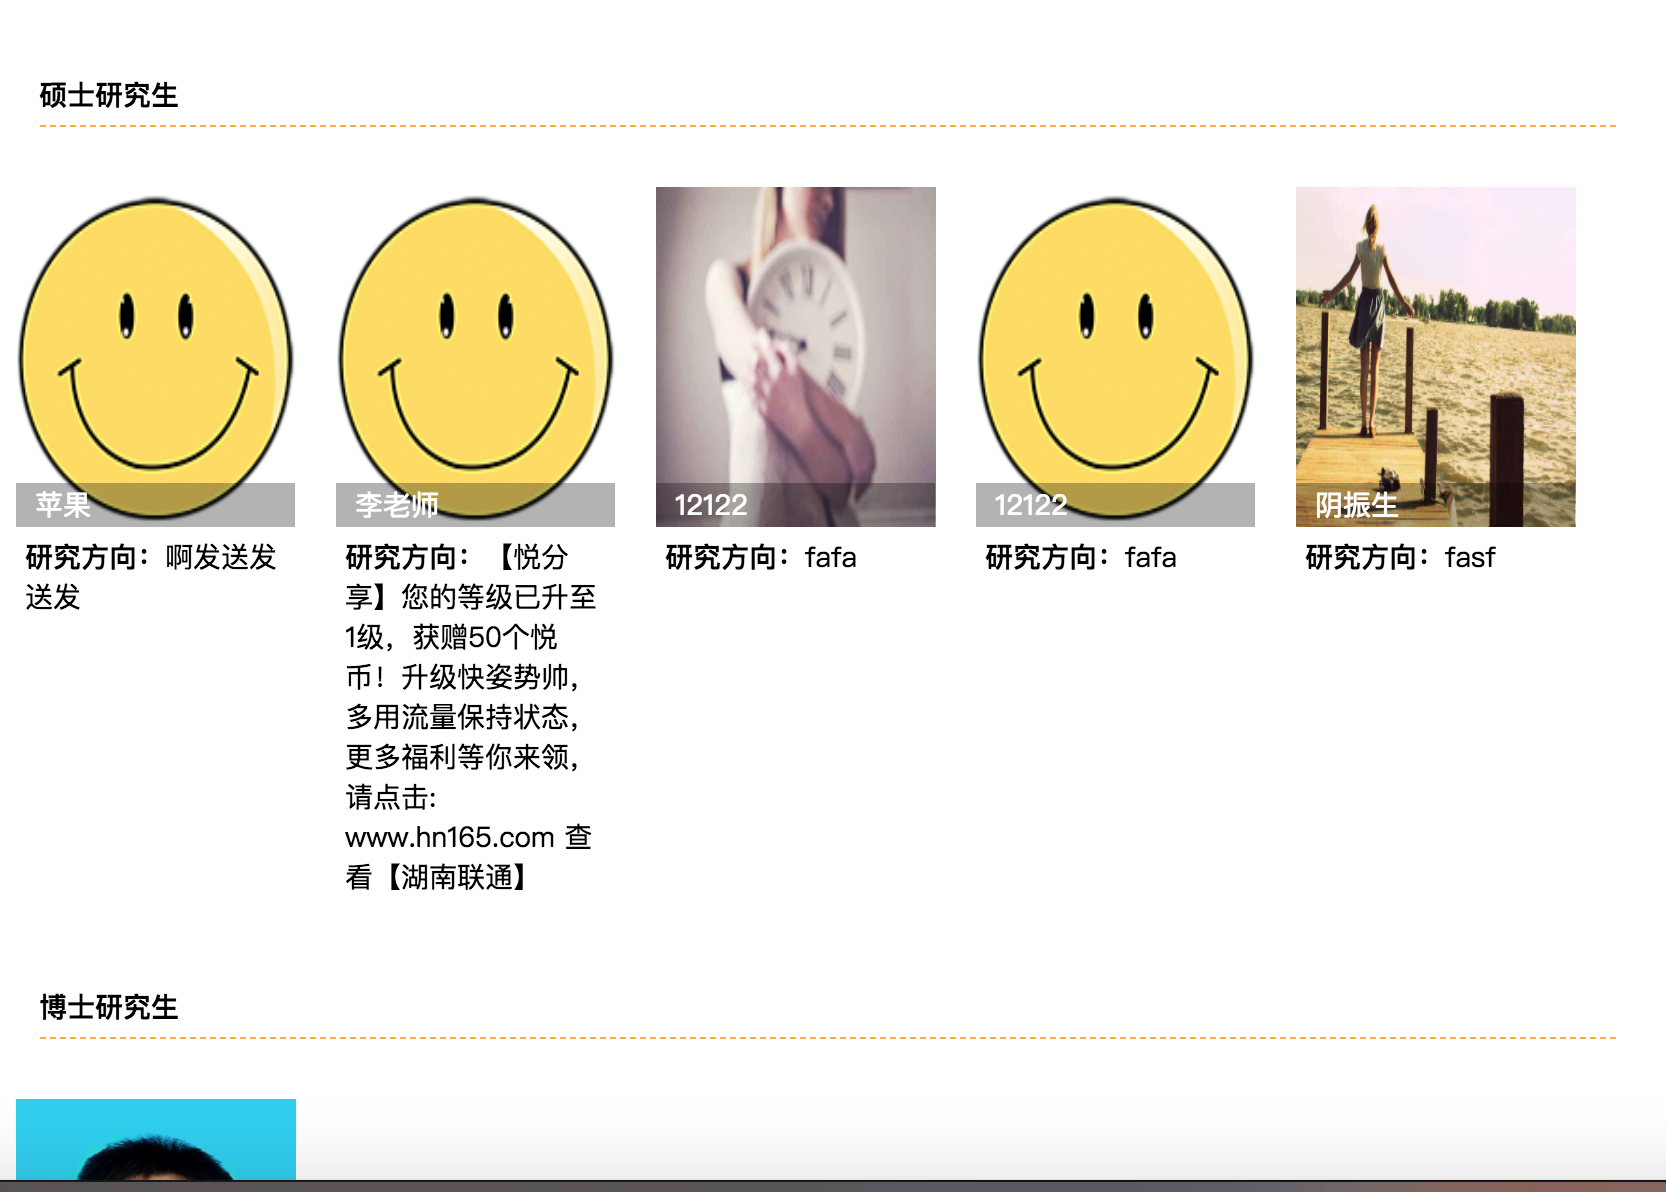 硕士研究生
苹果
研究方向：啊发送发
送发
李老师
研究方向：【悦分
享】您的等级已升至
1级，获赠50个悦
币！升级快姿势帅，
多用流量保持状态，
更多福利等你来领，
请点击:
www.hn165.com 查
看【湖南联通】
12122
研究方向：fafa
12122
研究方向：fafa
阴振生
研究方向：fasf
博士研究生